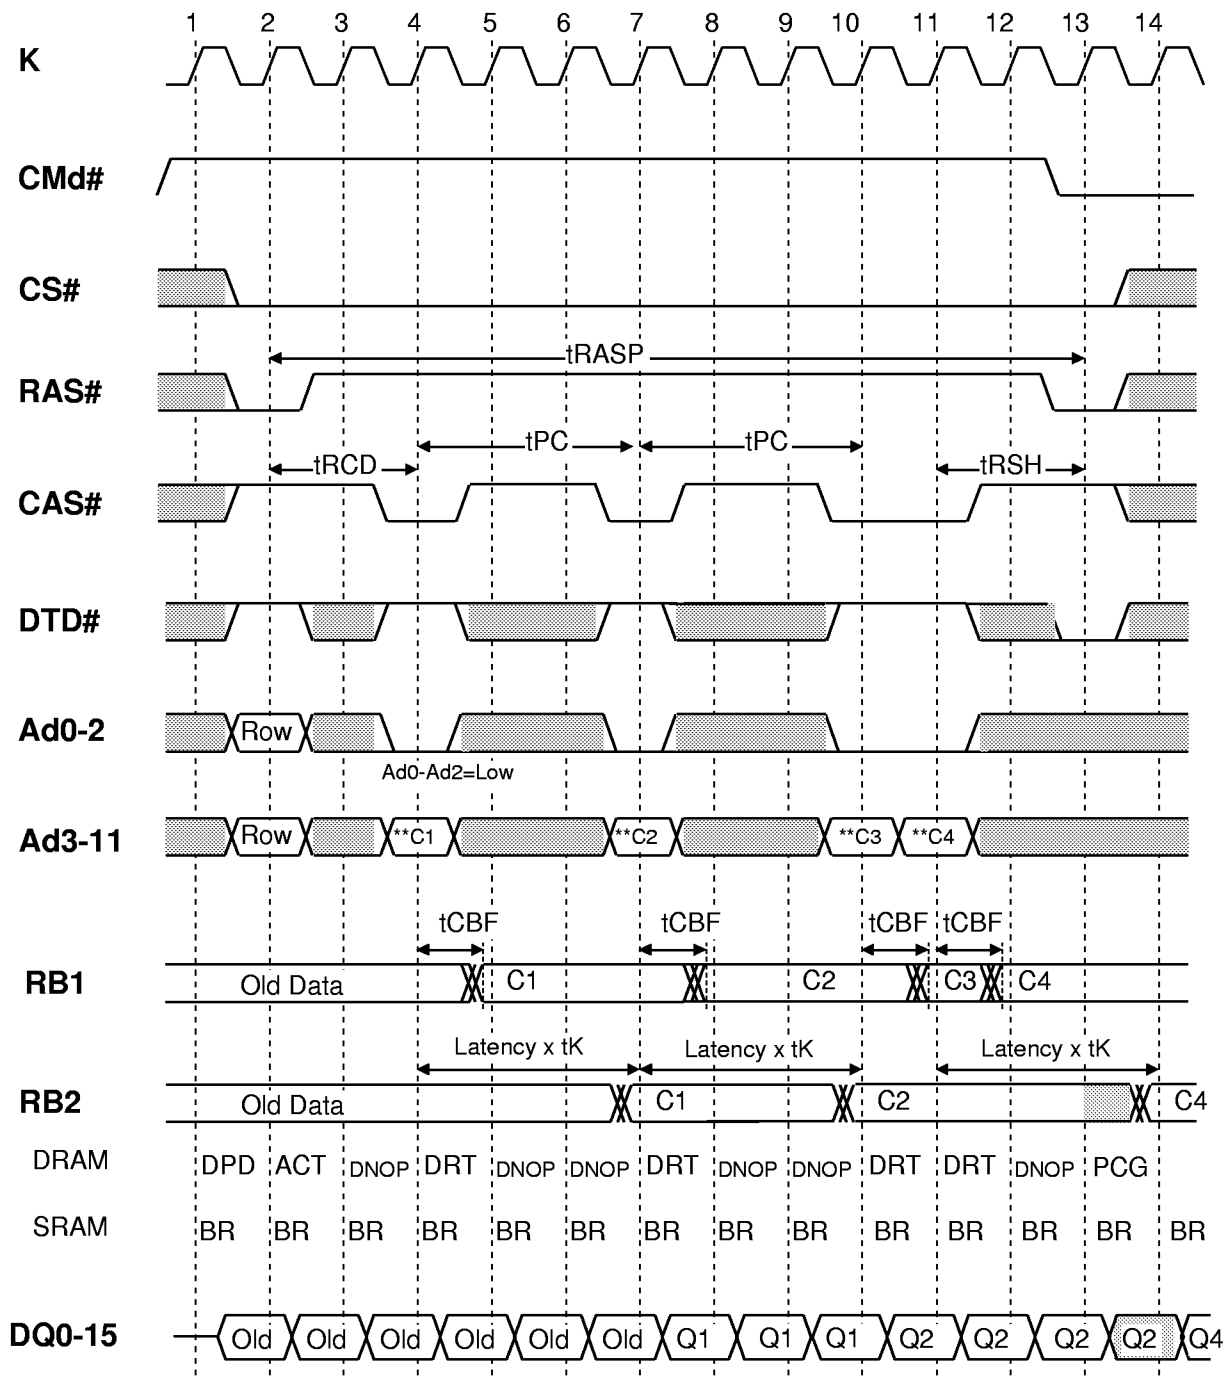 1 2 3 4 5 6 7 8 9 10 11 12 13 14
K
CMd#
CS#
tRASP
RAS#
tPC tPC
tRCD tRSH
CAS#
DTD#
Ad0-2 Row
Ad0-Ad2=Low
Ad3-11 Row **C1 **C2 **C3 **C4
tCBF tCBF tCBF tCBF
RB1 Old Data C1 C2 C3 C4
Latency x tK Latency x tK Latency x tK
RB2 Old Data C1 C2 C4
DRAM DPD ACT DNOP DRT DNOP DNOP DRT DNOP DNOP DRT DRT DNOP PCG
SRAM BR BR BR BR BR BR BR BR BR BR BR BR BR BR
DQ0-15 Old Old Old Old Old Old Q1 Q1 Q1 Q2 Q2 Q2 Q2 Q4